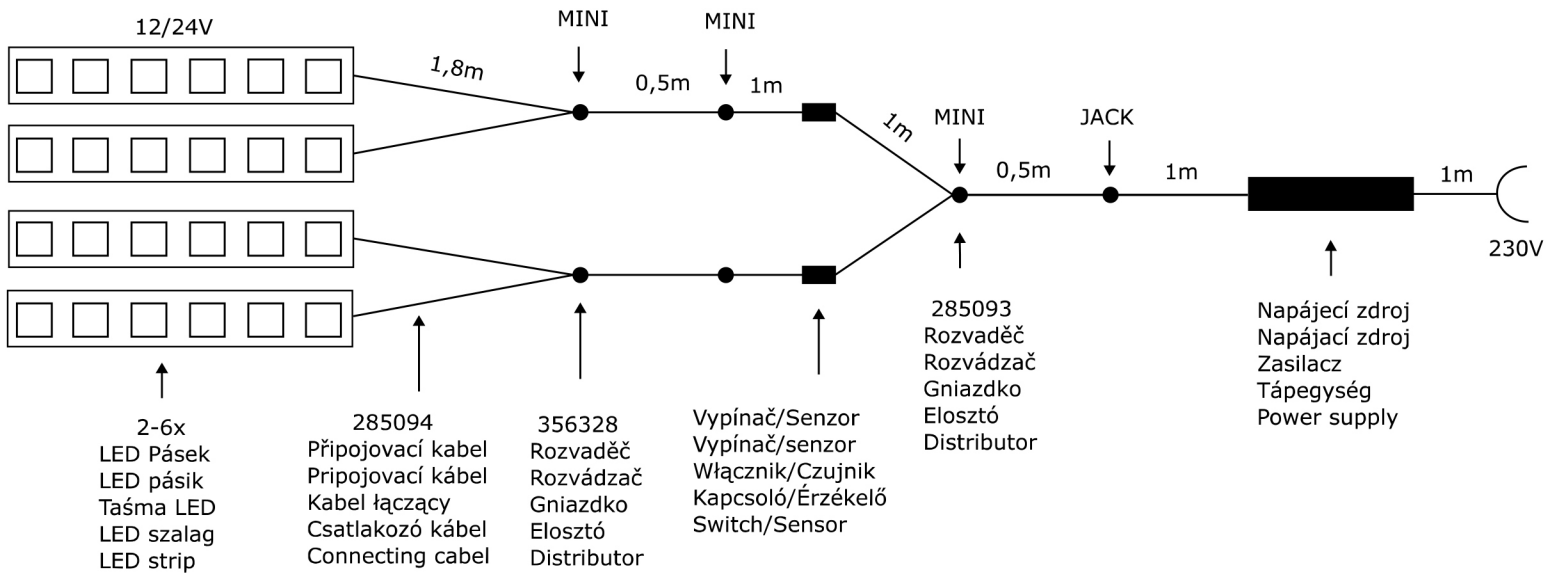 12/24V
1,8m
MINI
0,5m
MINI
1m
1m
MINI
0,5m
JACK
1m
1m
230V
2-6x
LED Pásek
LED pásik
Taśma LED
LED szalag
LED strip
285094
Připojovací kabel
Pripojovací kábel
Kabel łączący
Csatlakozó kábel
Connecting cabel
356328
Rozvaděč
Rozvádzač
Gniazdko
Elosztó
Distributor
Vypínač/Senzor
Vypínač/senzor
Włącznik/Czujnik
Kapcsoló/Érzékelő
Switch/Sensor
285093
Rozvaděč
Rozvádzač
Gniazdko
Elosztó
Distributor
Napájecí zdroj
Napájací zdroj
Zasilacz
Tápegység
Power supply